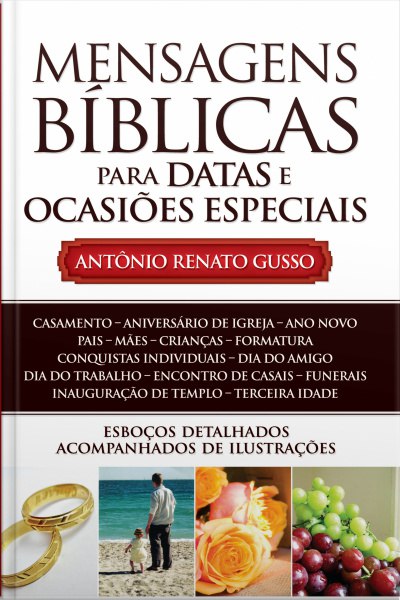 MENSAGENS
BÍBLICAS
PARA DATAS E
OCASIÕES ESPECIAIS
ANTÔNIO RENATO GUSSO
CASAMENTO – ANIVERSÁRIO DE IGREJA – ANO NOVO
PAIS – MÃES – CRIANÇAS – FORMATURA
CONQUISTAS INDIVIDUAIS – DIA DO AMIGO
DIA DO TRABALHO – ENCONTRO DE CASAIS – FUNERAIS
INAUGURAÇÃO DE TEMPLO – TERCEIRA IDADE
ESBOÇOS DETALHADOS
ACOMPANHADOS DE ILUSTRAÇÕES